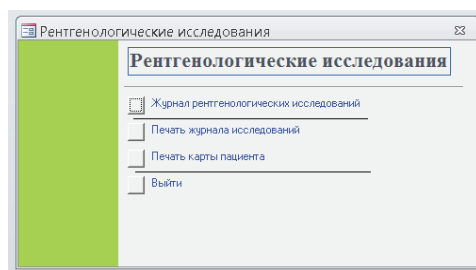 Рентгенологические исследования
Рентгенологические исследования
Журнал рентгенологических исследований
Печать журнала исследований
Печать карты пациента
Выйти